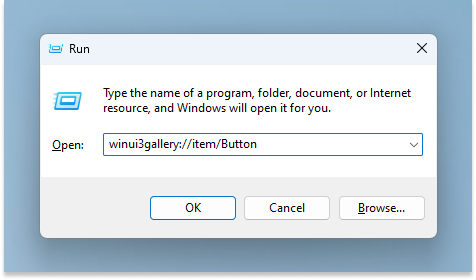 Run
Type the name of a program, folder, document, or Internet
resource, and Windows will open it for you.
Open:
winui3gallery://item/Button
OK
Cancel
Browse...